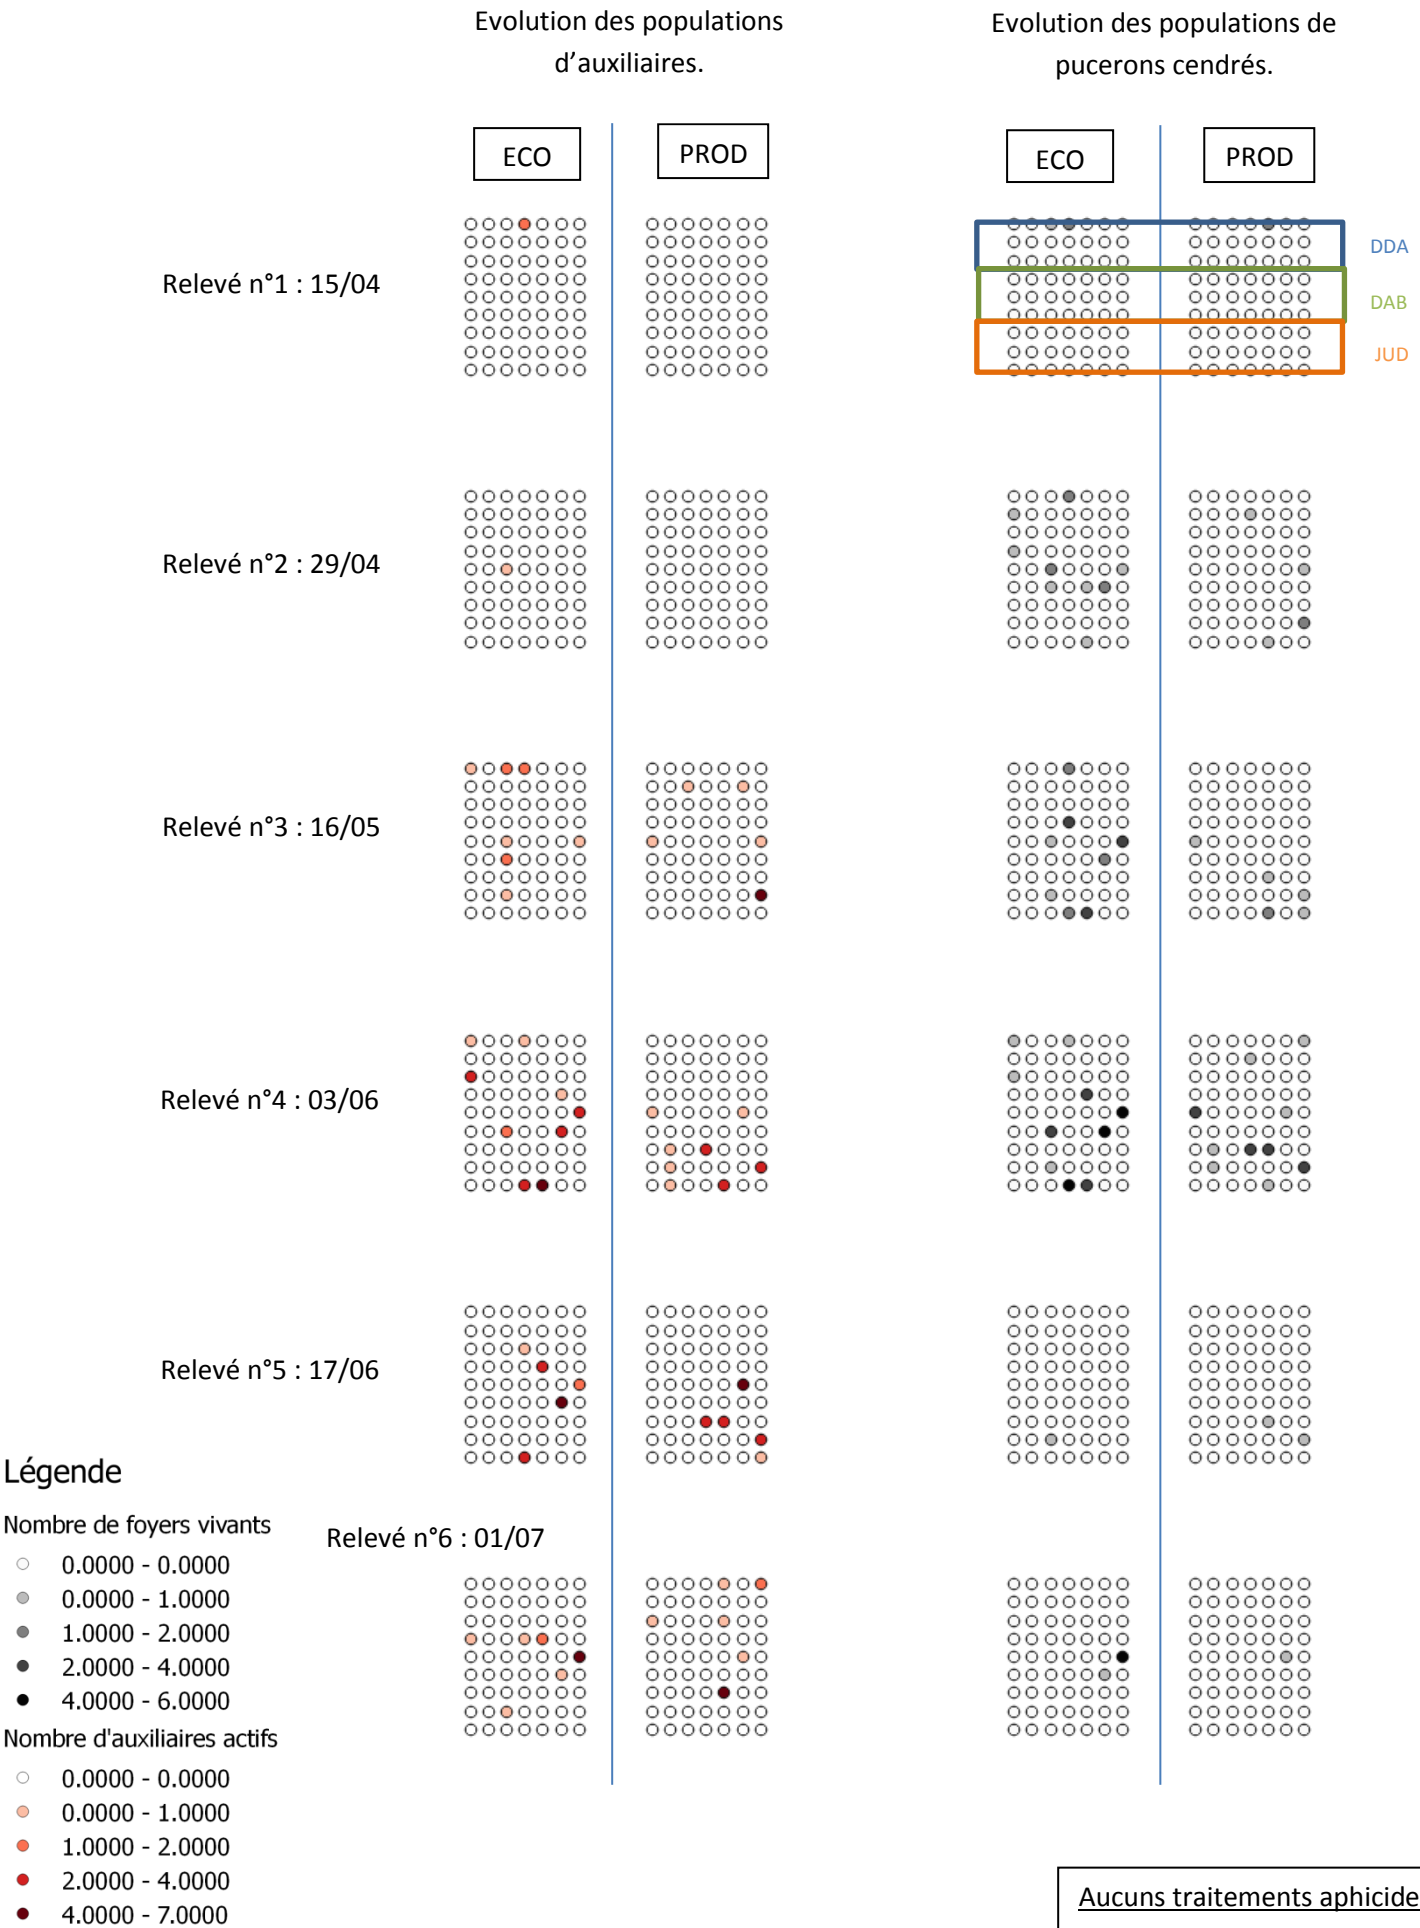 Evolution des populations
d’auxiliaires.
Evolution des populations de
pucerons cendrés.
ECO
PROD
ECO
PROD
Relevé n°1 : 15/04
DDA
DAB
JUD
Relevé n°2 : 29/04
Relevé n°3 : 16/05
Relevé n°4 : 03/06
Relevé n°5 : 17/06
Relevé n°6 : 01/07
Légende
Nombre de foyers vivants
0.0000 - 0.0000
0.0000 - 1.0000
1.0000 - 2.0000
2.0000 - 4.0000
4.0000 - 6.0000
Nombre d'auxiliaires actifs
0.0000 - 0.0000
0.0000 - 1.0000
1.0000 - 2.0000
2.0000 - 4.0000
4.0000 - 7.0000
Aucuns traitements aphicide